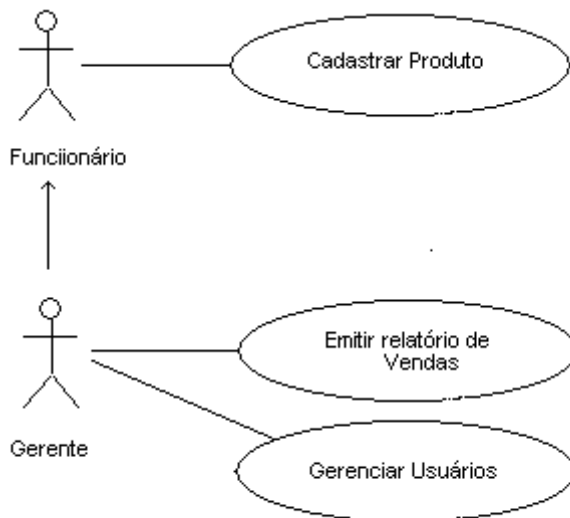 Cadastrar Produto
Funciionário
Emitir relatório de
Vendas
Gerente
Gerenciar Usuários